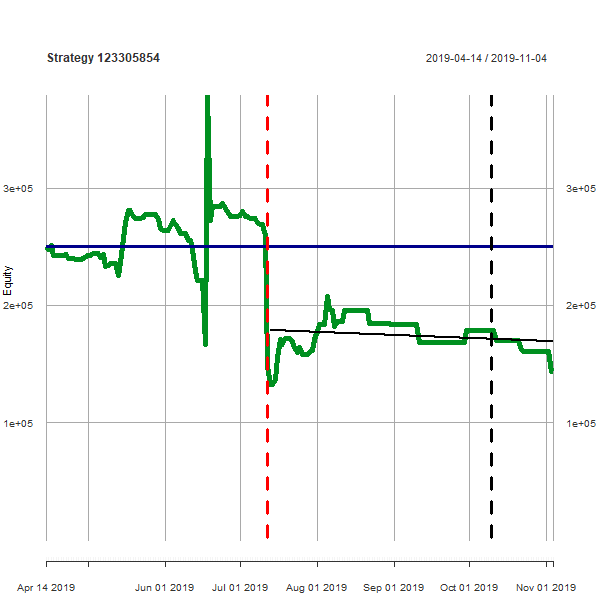 Strategy 123305854
2019-04-14 / 2019-11-04
3e+05
3e+05
Equity
2e+05
2e+05
1e+05
1e+05
Apr 14 2019
Jun 01 2019
Jul 01 2019
Aug 01 2019
Sep 01 2019
Oct 01 2019
Nov 01 2019